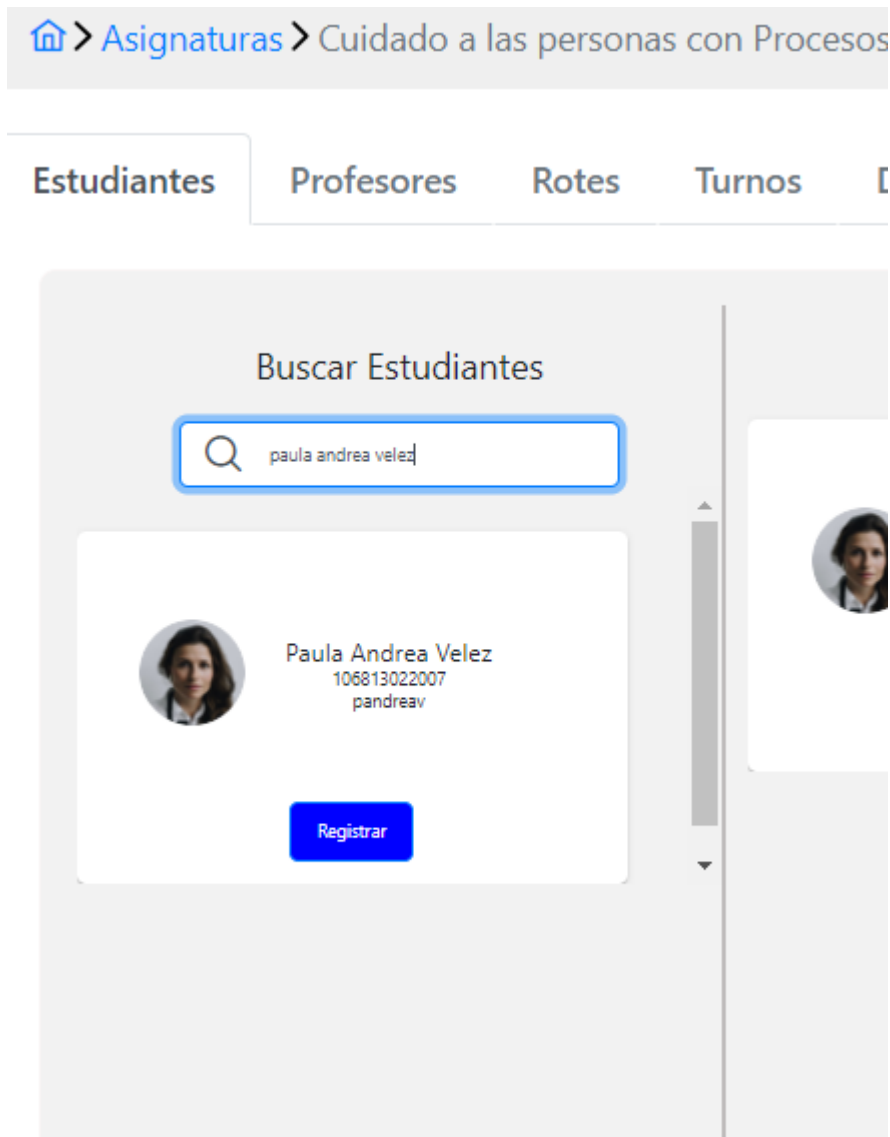 Asignaturas Cuidado a las personas con Procesos
Estudiantes Profesores Rotes Turnos
Buscar Estudiantes
paula andrea velez
Paula Andrea Velez
106813022007
pandreav
Registrar